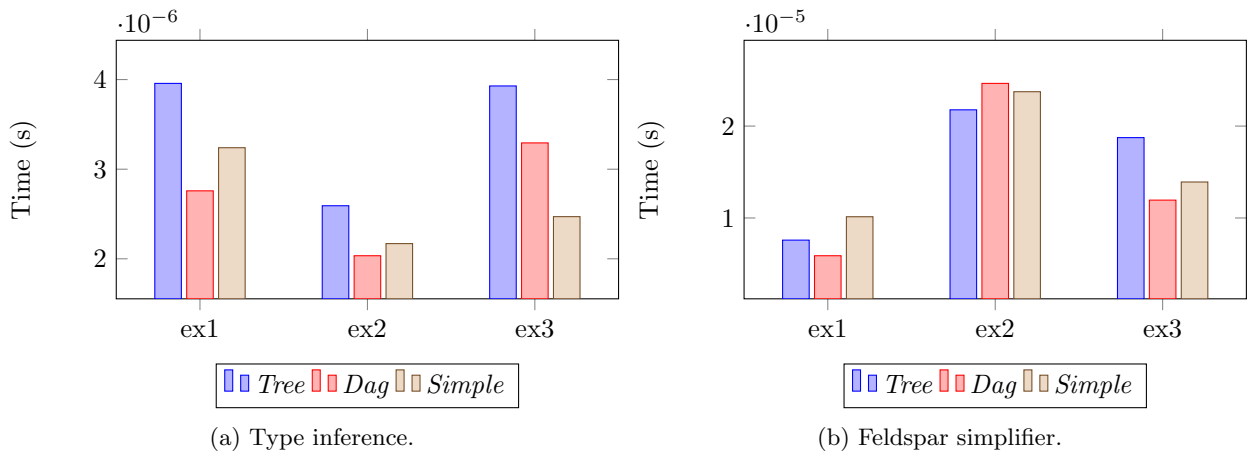 ·10−6
Time (s)
4
3
2
ex1 ex2 ex3
Tree Dag Simple
(a) Type inference.
·10−5
Time (s)
2
1
ex1 ex2 ex3
Tree Dag Simple
(b) Feldspar simplifier.